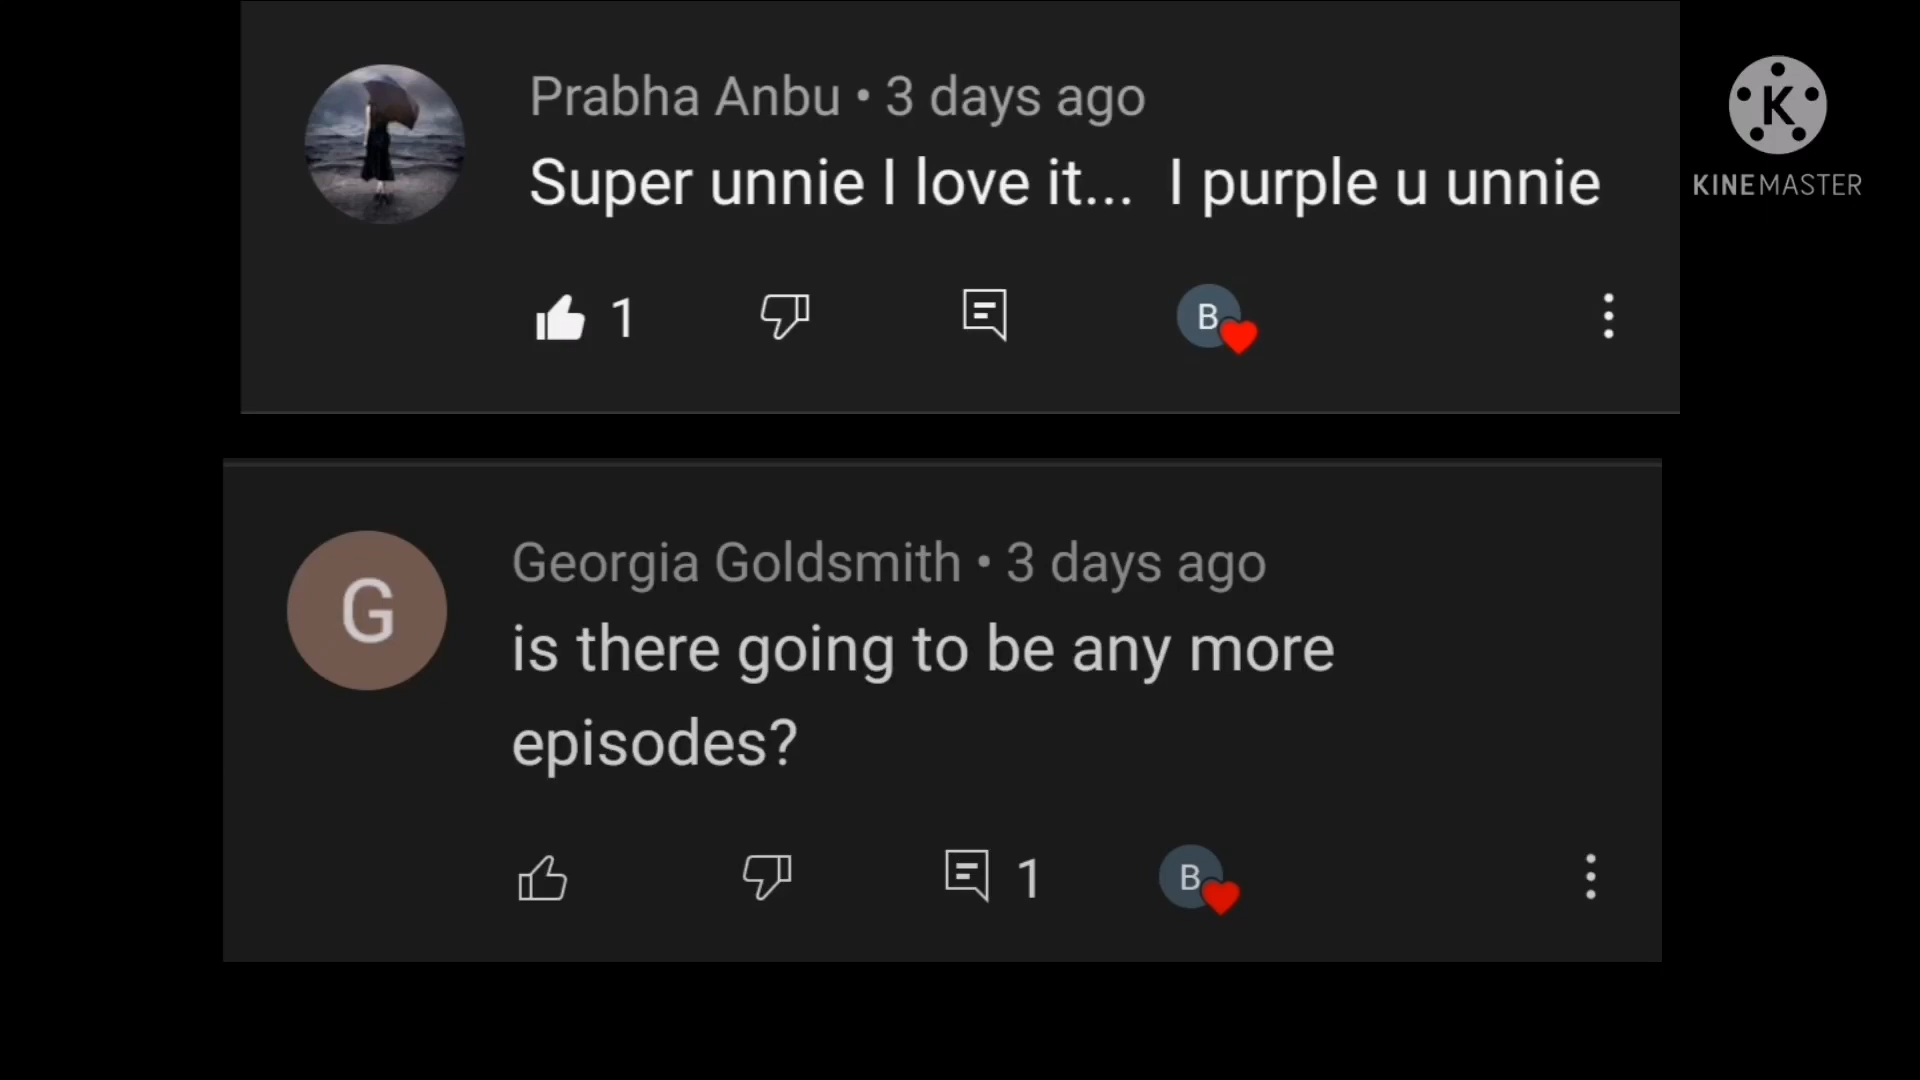 Prabha Anbu • 3 days ago
Super unnie I love it... I purple u unnie
1
B
K
KINEMASTER
G
Georgia Goldsmith • 3 days ago
is there going to be any more
episodes?
1
B